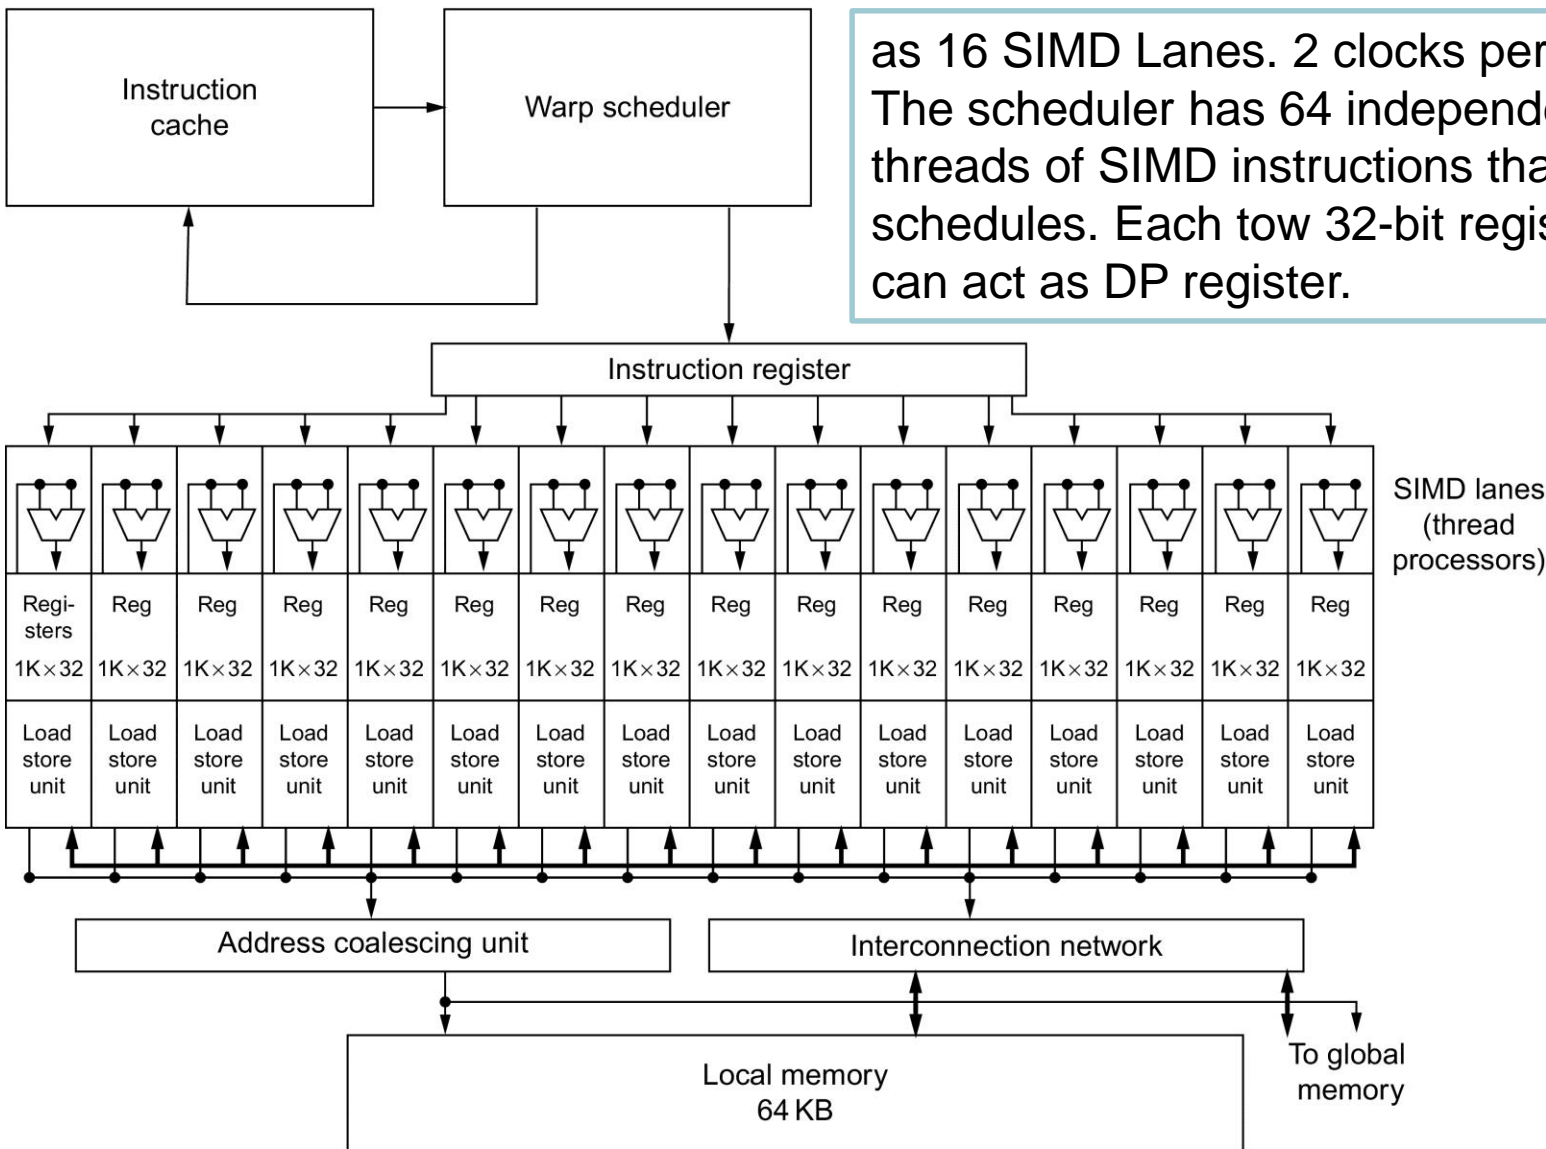 Instruction
cache
Warp scheduler
as 16 SIMD Lanes. 2 clocks per
The scheduler has 64
threads of SIMD instructions
schedules. Each tow 32-bit
can act as DP register.
Instruction register
SIMD lanes
(thread
processors)
Regi- Reg Reg Reg Reg Reg Reg Reg Reg Reg Reg Reg Reg Reg Reg Reg
sters
1K×32 1K×32 1K×32 1K×32 1K×32 1K×32 1K×32 1K×32 1K×32 1K×32 1K×32 1K×32 1K×32 1K×32 1K×32 1K×32
Load Load Load Load Load Load Load Load Load Load Load Load Load Load Load Load
store store store store store store store store store store store store store store store store
unit unit unit unit unit unit unit unit unit unit unit unit unit unit unit unit
Address coalescing unit
Interconnection network
To global
memory
Local memory
64 KB